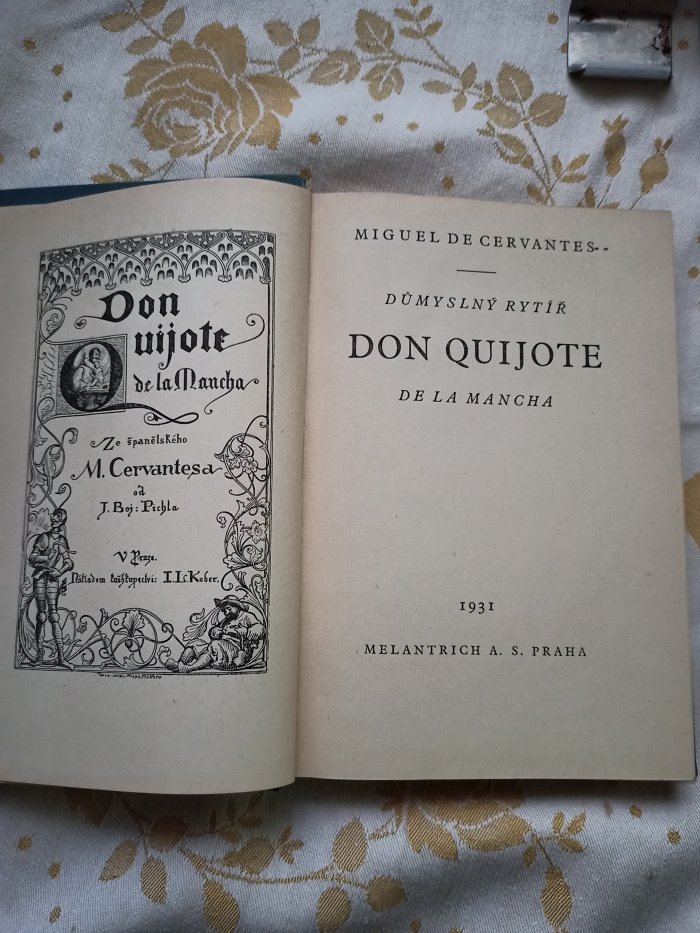 Don
Quijote
de la Mancha
Ze španělského
M. Cervantesa
od
J. Boj: Pichla
V Praze.
Nákladem kněhkupectví: I. L. Kober.
MIGUEL DE CERVANTES
DŮMYSLNÝ RYTÍŘ
DON QUIJOTE
DE LA MANCHA
1931
MELANTRICH A. S. PRAHA